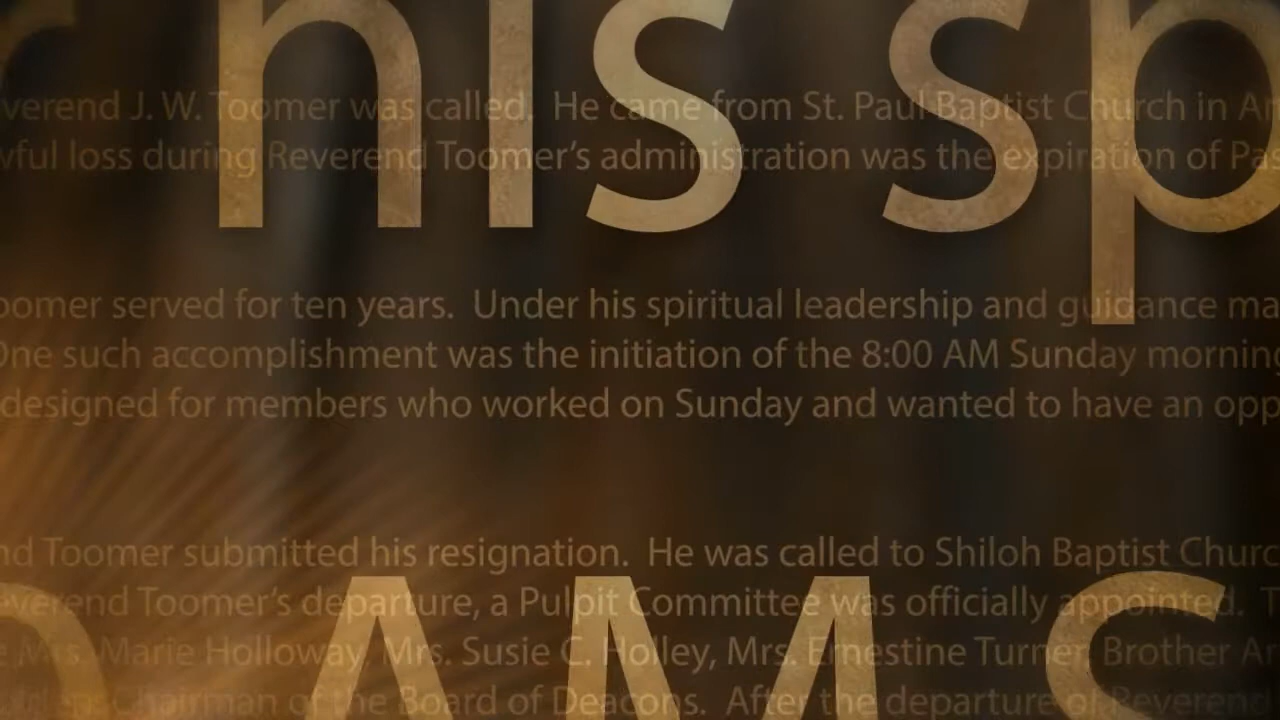 his sp
verend J. W. Toomer was called.  He came from St. Paul Baptist Church in
wful loss during Reverend Toomer's administration was the expiration of
oomer served for ten years.  Under his spiritual leadership and guidance ma
One such accomplishment was the initiation of the 8:00 AM Sunday morning
designed for members who worked on Sunday and wanted to have an opp
nd Toomer submitted his resignation.  He was called to Shiloh Baptist Churc
verend Toomer's departure, a Pulpit Committee was officially appointed.
Mrs. Marie Holloway, Mrs. Susie C. Holley, Mrs. Ernestine Turner, Brother
0 AM S
Chairman of the Board of Deacons.  After the departure of Reverend